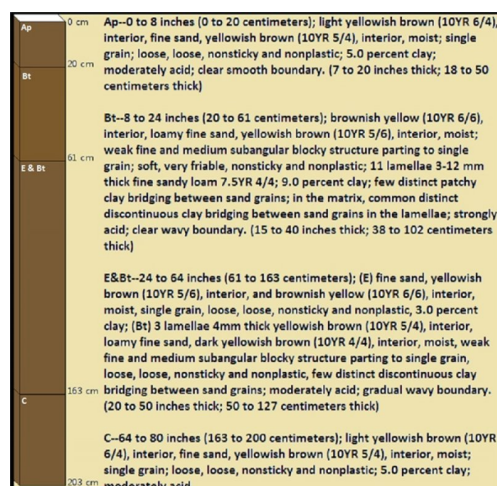 Ap
0 cm
Ap--0 to 8 inches (0 to 20 centimeters); light yellowish brown (10YR 6/4),
interior, fine sand, yellowish brown (10YR 5/4), interior, moist; single
grain; loose, loose, nonsticky and nonplastic; 5.0 percent clay;
moderately acid; clear smooth boundary. (7 to 20 inches thick; 18 to 50
centimeters thick)
20 cm
Bt
Bt--8 to 24 inches (20 to 61 centimeters); brownish yellow (10YR 6/6),
interior, loamy fine sand, yellowish brown (10YR 5/6), interior, moist;
weak fine and medium subangular blocky structure parting to single
grain; soft, very friable, nonsticky and nonplastic; 11 lamellae 3-12 mm
thick fine sandy loam 7.5YR 4/4; 9.0 percent clay; few distinct patchy
clay bridging between sand grains; in the matrix, common distinct
discontinuous clay bridging between sand grains in the lamellae; strongly
acid; clear wavy boundary. (15 to 40 inches thick; 38 to 102 centimeters
thick)
61 cm
E & Bt
E&Bt--24 to 64 inches (61 to 163 centimeters); (E) fine sand, yellowish
brown (10YR 5/6), interior, and brownish yellow (10YR 6/6), interior,
moist, single grain, loose, loose, nonsticky and nonplastic, 3.0 percent
clay; (Bt) 3 lamellae 4mm thick yellowish brown (10YR 5/4), interior,
loamy fine sand, dark yellowish brown (10YR 4/4), interior, moist, weak
fine and medium subangular blocky structure parting to single grain,
loose, loose, nonsticky and nonplastic, few distinct discontinuous clay
bridging between sand grains; moderately acid; gradual wavy boundary.
(20 to 50 inches thick; 50 to 127 centimeters thick)
163 cm
C
C--64 to 80 inches (163 to 200 centimeters); light yellowish brown (10YR
6/4), interior, fine sand, yellowish brown (10YR 5/4), interior, moist;
single grain; loose, loose, nonsticky and nonplastic; 5.0 percent clay;
moderately acid
203 cm